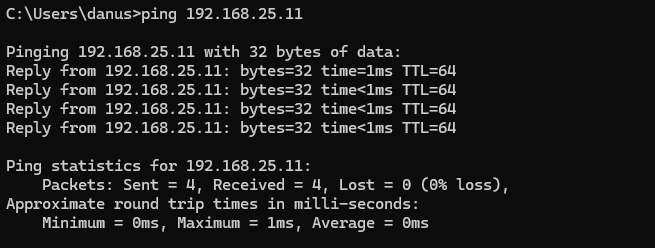 C:\Users\danus>ping 192.168.25.11
Pinging 192.168.25.11 with 32 bytes of data:
Reply from 192.168.25.11: bytes=32 time=1ms TTL=64
Reply from 192.168.25.11: bytes=32 time<1ms TTL=64
Reply from 192.168.25.11: bytes=32 time<1ms TTL=64
Reply from 192.168.25.11: bytes=32 time<1ms TTL=64
Ping statistics for 192.168.25.11:
    Packets: Sent = 4, Received = 4, Lost = 0 (0% loss),
Approximate round trip times in milli-seconds:
    Minimum = 0ms, Maximum = 1ms, Average = 0ms